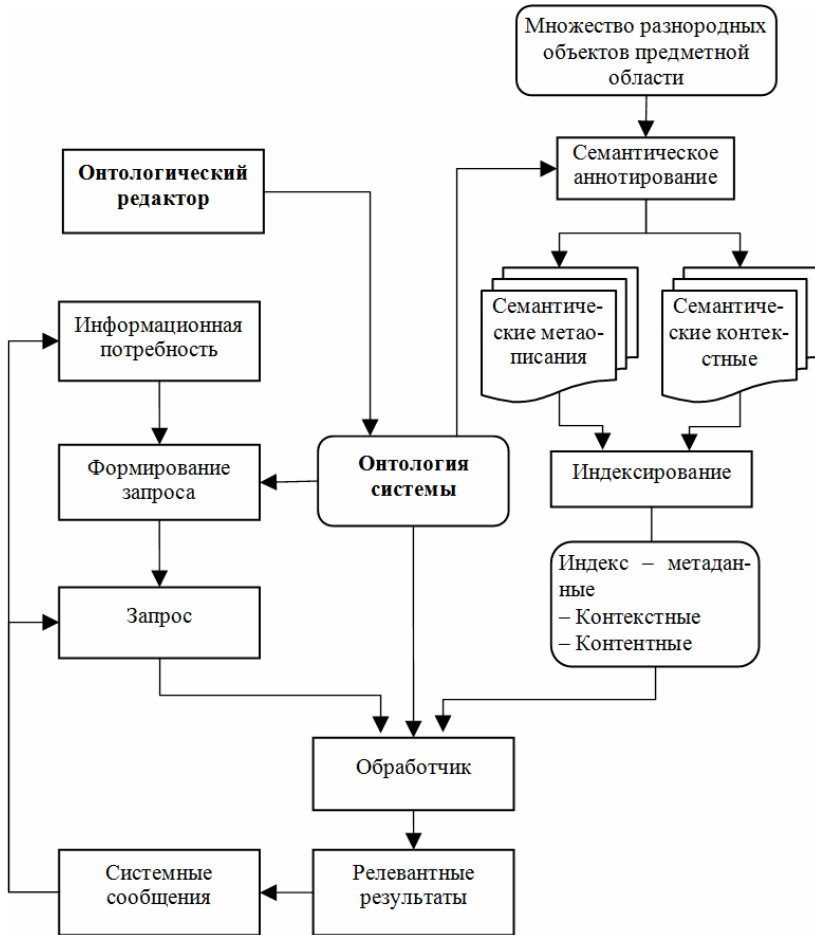 Множество разнородных
объектов предметной
области
Онтологический
редактор
Семантическое
аннотирование
Семантиче-
ские метао-
писания
Семантиче-
ские контек-
стные
Информационная
потребность
Формирование
запроса
Онтология
системы
Индексирование
Запрос
Индекс – метадан-
ные
– Контекстные
– Контентные
Обработчик
Системные
сообщения
Релевантные
результаты